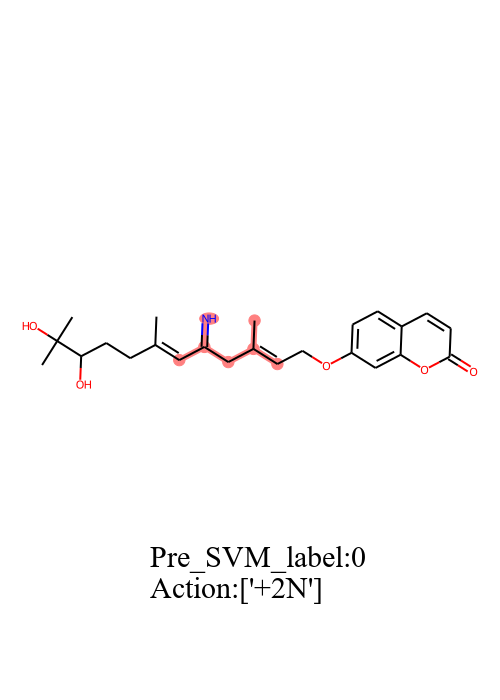 NH
HO
OH
O
O
O
Pre_SVM_label:0
Action:['+2N']